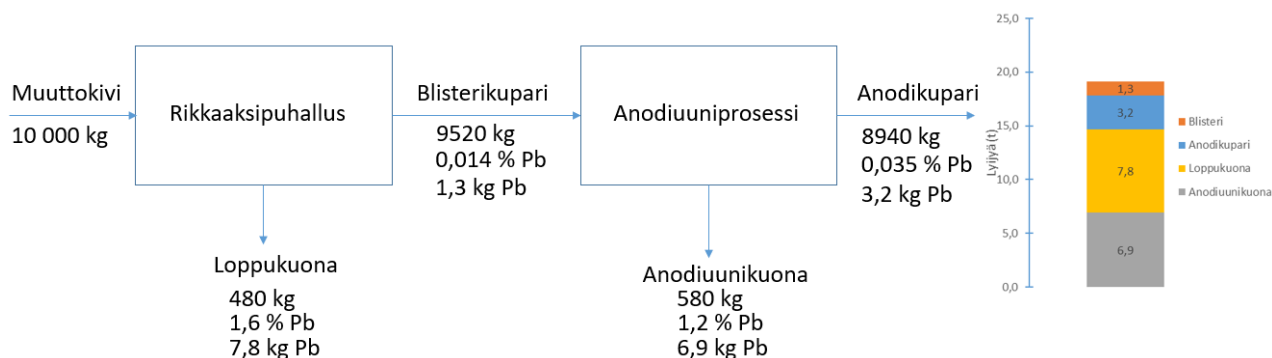 Muuttokivi
10 000 kg
Rikkaaksipuhallus
Loppukuona
480 kg
1,6 % Pb
7,8 kg Pb
Blisterikupari
9520 kg
0,014 % Pb
1,3 kg Pb
Anodiuuniprosessi
Anodiuunikuona
580 kg
1,2 % Pb
6,9 kg Pb
Anodikupari
8940 kg
0,035 % Pb
3,2 kg Pb
Lyijyä (t)
25,0
20,0
15,0
10,0
5,0
0,0
1,3
3,2
7,8
6,9
Blisteri
Anodikupari
Loppukuona
Anodiuunikuona